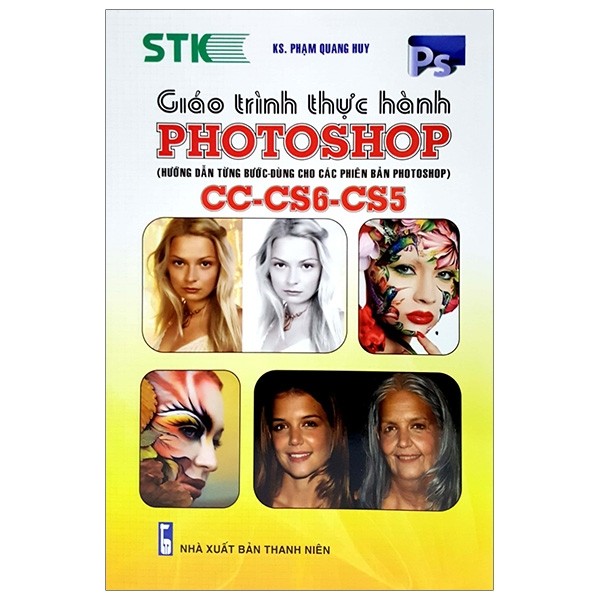 STK
KS. PHẠM QUANG HUY
Ps
Giáo trình thực hành
PHOTOSHOP
(HƯỚNG DẪN TỪNG BƯỚC-DÙNG CHO CÁC PHIÊN BẢN PHOTOSHOP)
CC-CS6-CS5
NHÀ XUẤT BẢN THANH NIÊN